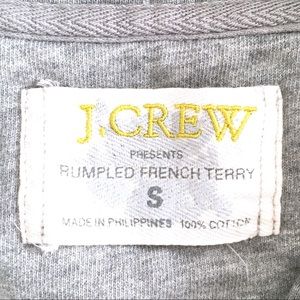 J.CREW
PRESENTS
RUMPLED FRENCH TERRY
S
MADE IN PHILIPPINES 100% COTTON